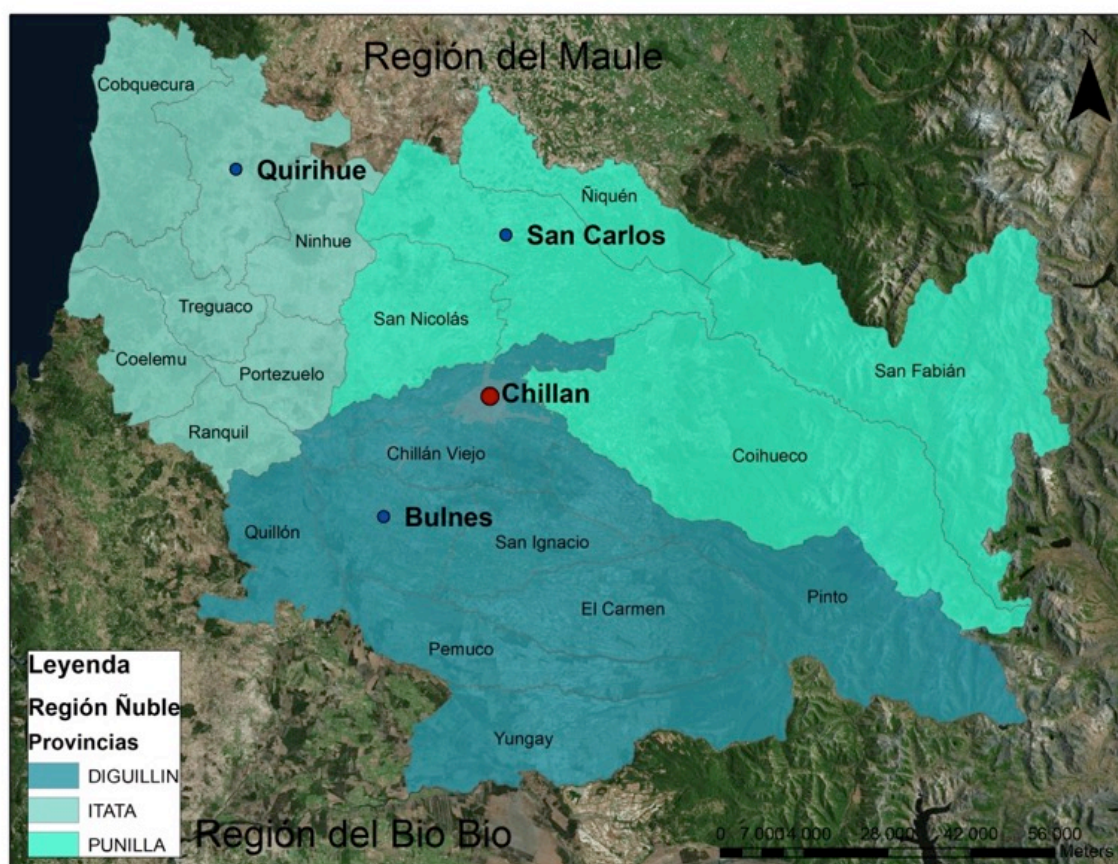 Región del Maule
N
Cobquecura
Quirihue
Ñiquén
San Carlos
Ninhue
Treguaco
San Nicolás
Coelemu
Portezuelo
San Fabián
Chillan
Ranquil
Chillán Viejo
Coihueco
Bulnes
Quillón
San Ignacio
El Carmen
Pinto
Pemuco
Yungay
Leyenda
Región Ñuble
Provincias
DIGUILLIN
ITATA
PUNILLA
Región del Bio Bio
0 7.000 14.000 28.000 42.000 56.000
Meters